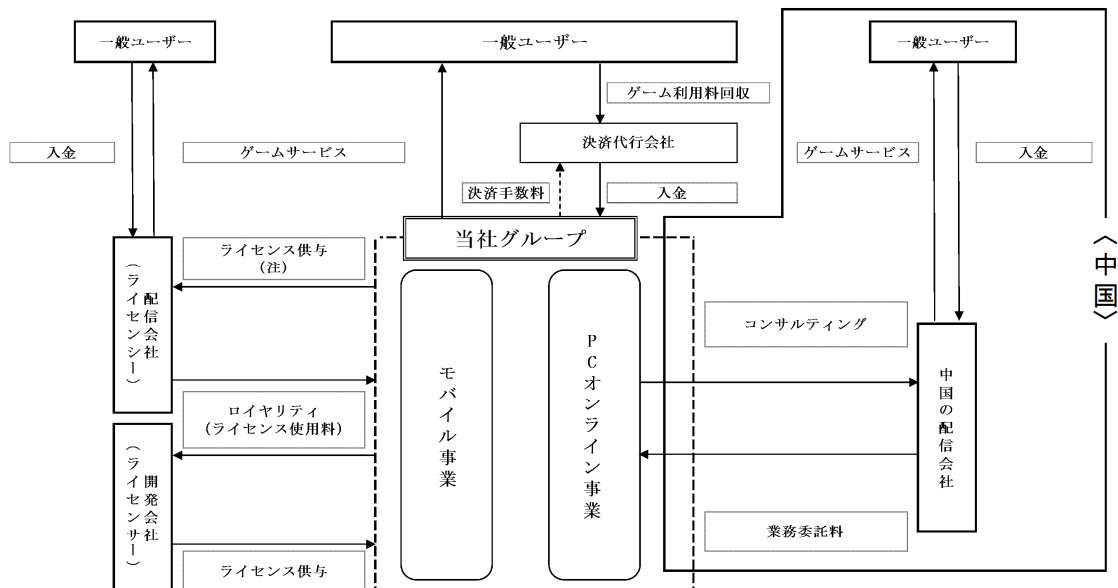 一般ユーザー
一般ユーザー
一般ユーザー
ゲーム利用料回収
決済代行会社
入金
ゲームサービス
ゲームサービス
入金
決済手数料
入金
当社グループ
〈中国〉
ライセンス供与
(注)
配信会社
(ライセンシー)
コンサルティング
モバイル事業
PCオンライン事業
中国の配信会社
ロイヤリティ
(ライセンス使用料)
開発会社
(ライセンサー)
業務委託料
ライセンス供与